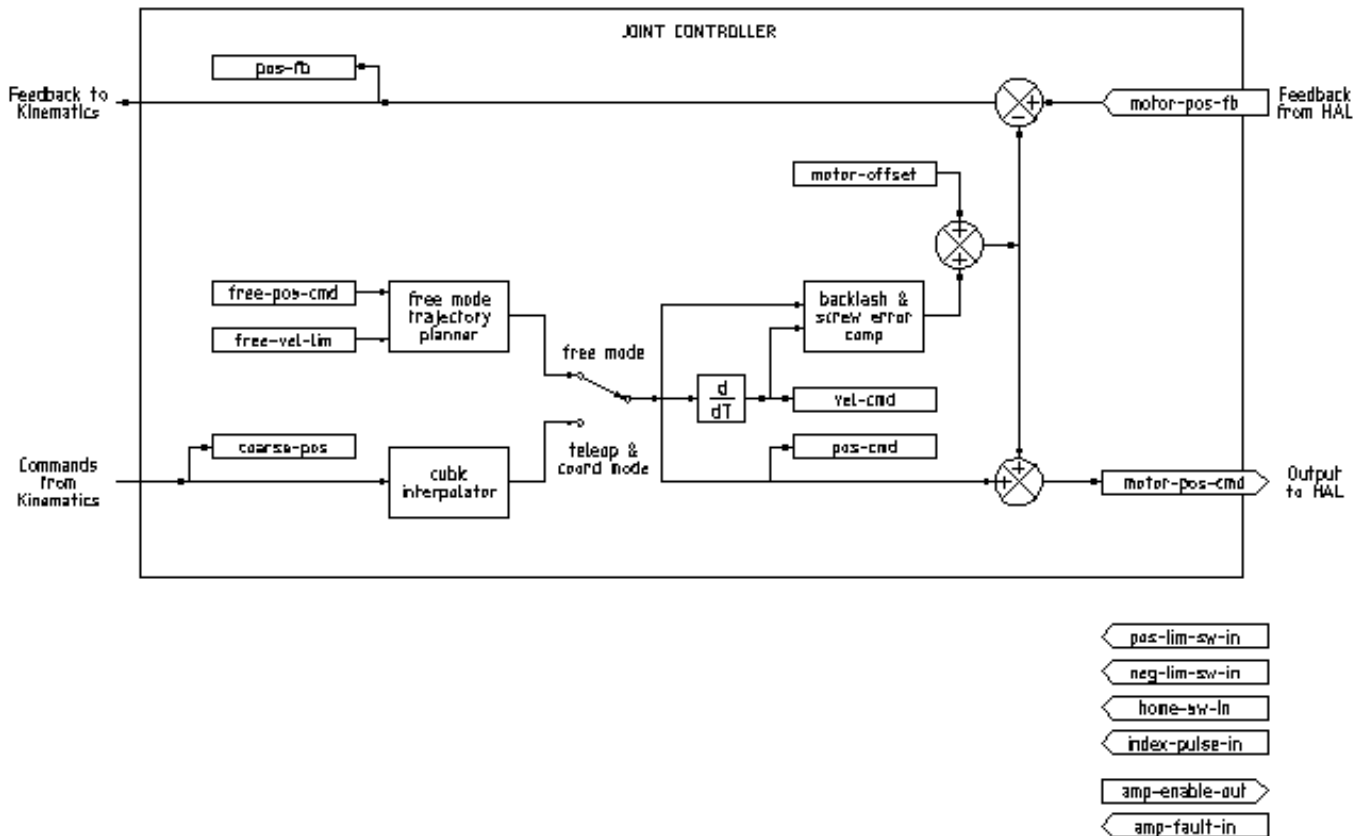 JOINT CONTROLLER
pos-fb
Feedback to
Kinematics
motor-pos-fb
Feedback
from HAL
motor-offset
free-pos-cmd
free-vel-lim
free mode
trajectory
planner
backlash &
screw error
comp
free mode
d
dT
vel-cmd
coarse-pos
teleop &
coord mode
pos-cmd
Commands
from
Kinematics
cubic
interpolator
motor-pos-cmd
Output
to HAL
pos-lim-sw-in
neg-lim-sw-in
home-sw-in
index-pulse-in
amp-enable-out
amp-fault-in